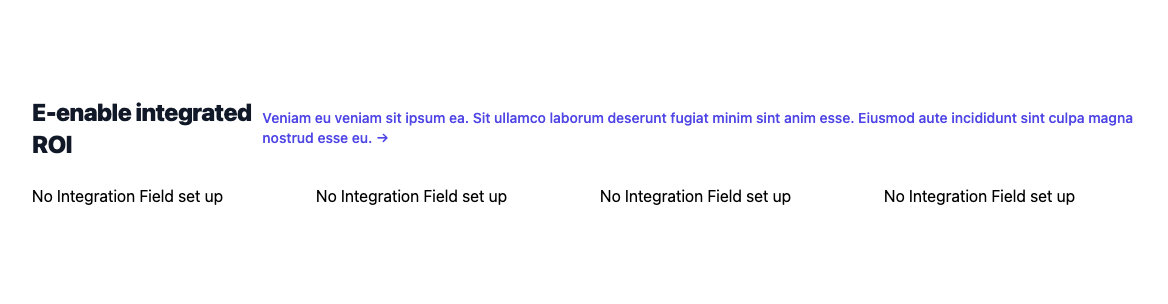 E-enable integrated
ROI
Veniam eu veniam sit ipsum ea. Sit ullamco laborum deserunt fugiat minim sint anim esse. Eiusmod aute incididunt sint culpa magna
nostrud esse eu. →
No Integration Field set up
No Integration Field set up
No Integration Field set up
No Integration Field set up